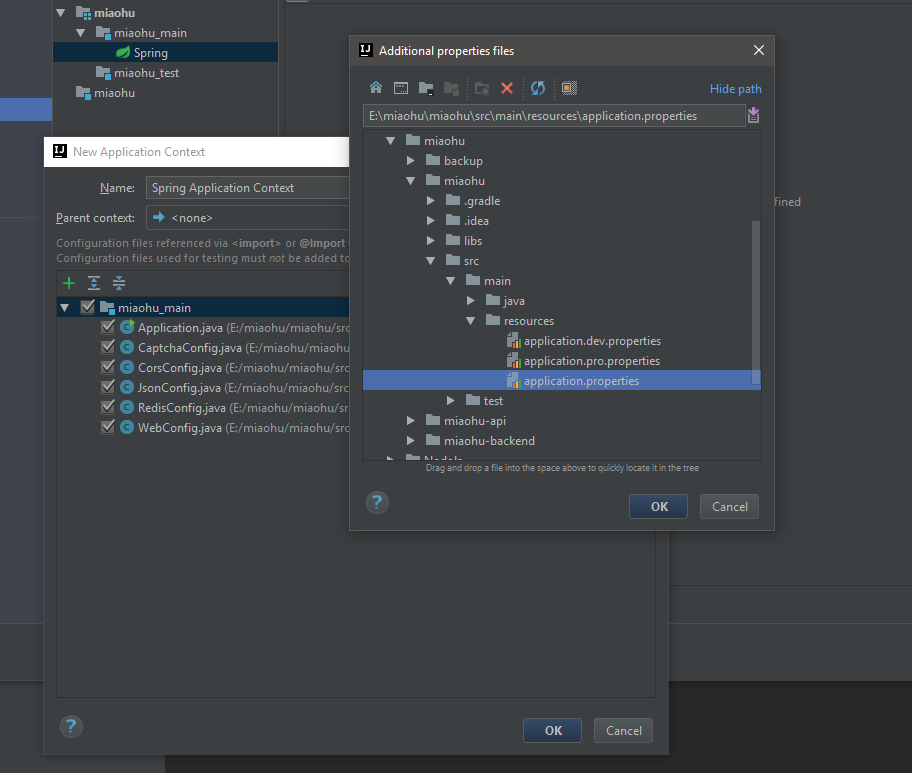 miaohu
miaohu_main
Spring
miaohu_test
miaohu
Additional properties files
Hide path
E:\miaohu\miaohu\src\main\resources\application.properties
miaohu
backup
miaohu
.gradle
.idea
libs
src
main
java
resources
application.dev.properties
application.pro.properties
application.properties
test
miaohu-api
miaohu-backend
Drag and drop a file into the space above to quickly locate it in the tree
?
OK
Cancel
fined
New Application Context
Name:
Spring Application Context
Parent context:
<none>
Configuration files referenced via <import> or @Import
Configuration files used for testing must not be added to
miaohu_main
Application.java (E:/miaohu/miaohu/src
CaptchaConfig.java (E:/miaohu/miaohu
CorsConfig.java (E:/miaohu/miaohu/src
JsonConfig.java (E:/miaohu/miaohu/src
RedisConfig.java (E:/miaohu/miaohu/sr
WebConfig.java (E:/miaohu/miaohu/src
?
OK
Cancel